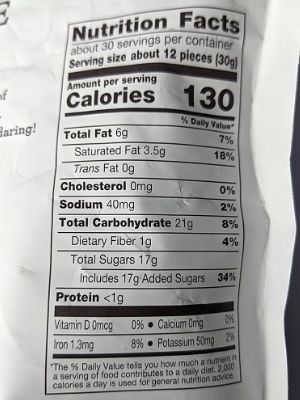 E
of
daring!
Nutrition Facts
about 30 servings per container
Serving size about 12 pieces (30g)
Amount per serving
Calories 130
% Daily Value*
Total Fat 6g 7%
Saturated Fat 3.5g 18%
Trans Fat 0g
Cholesterol 0mg 0%
Sodium 40mg 2%
Total Carbohydrate 21g 8%
Dietary Fiber 1g 4%
Total Sugars 17g
Includes 17g Added Sugars 34%
Protein <1g
Vitamin D 0mcg 0% • Calcium 0mg 0%
Iron 1.3mg 8% • Potassium 50mg 2%
*The % Daily Value tells you how much a nutrient in
a serving of food contributes to a daily diet. 2,000
calories a day is used for general nutrition advice.